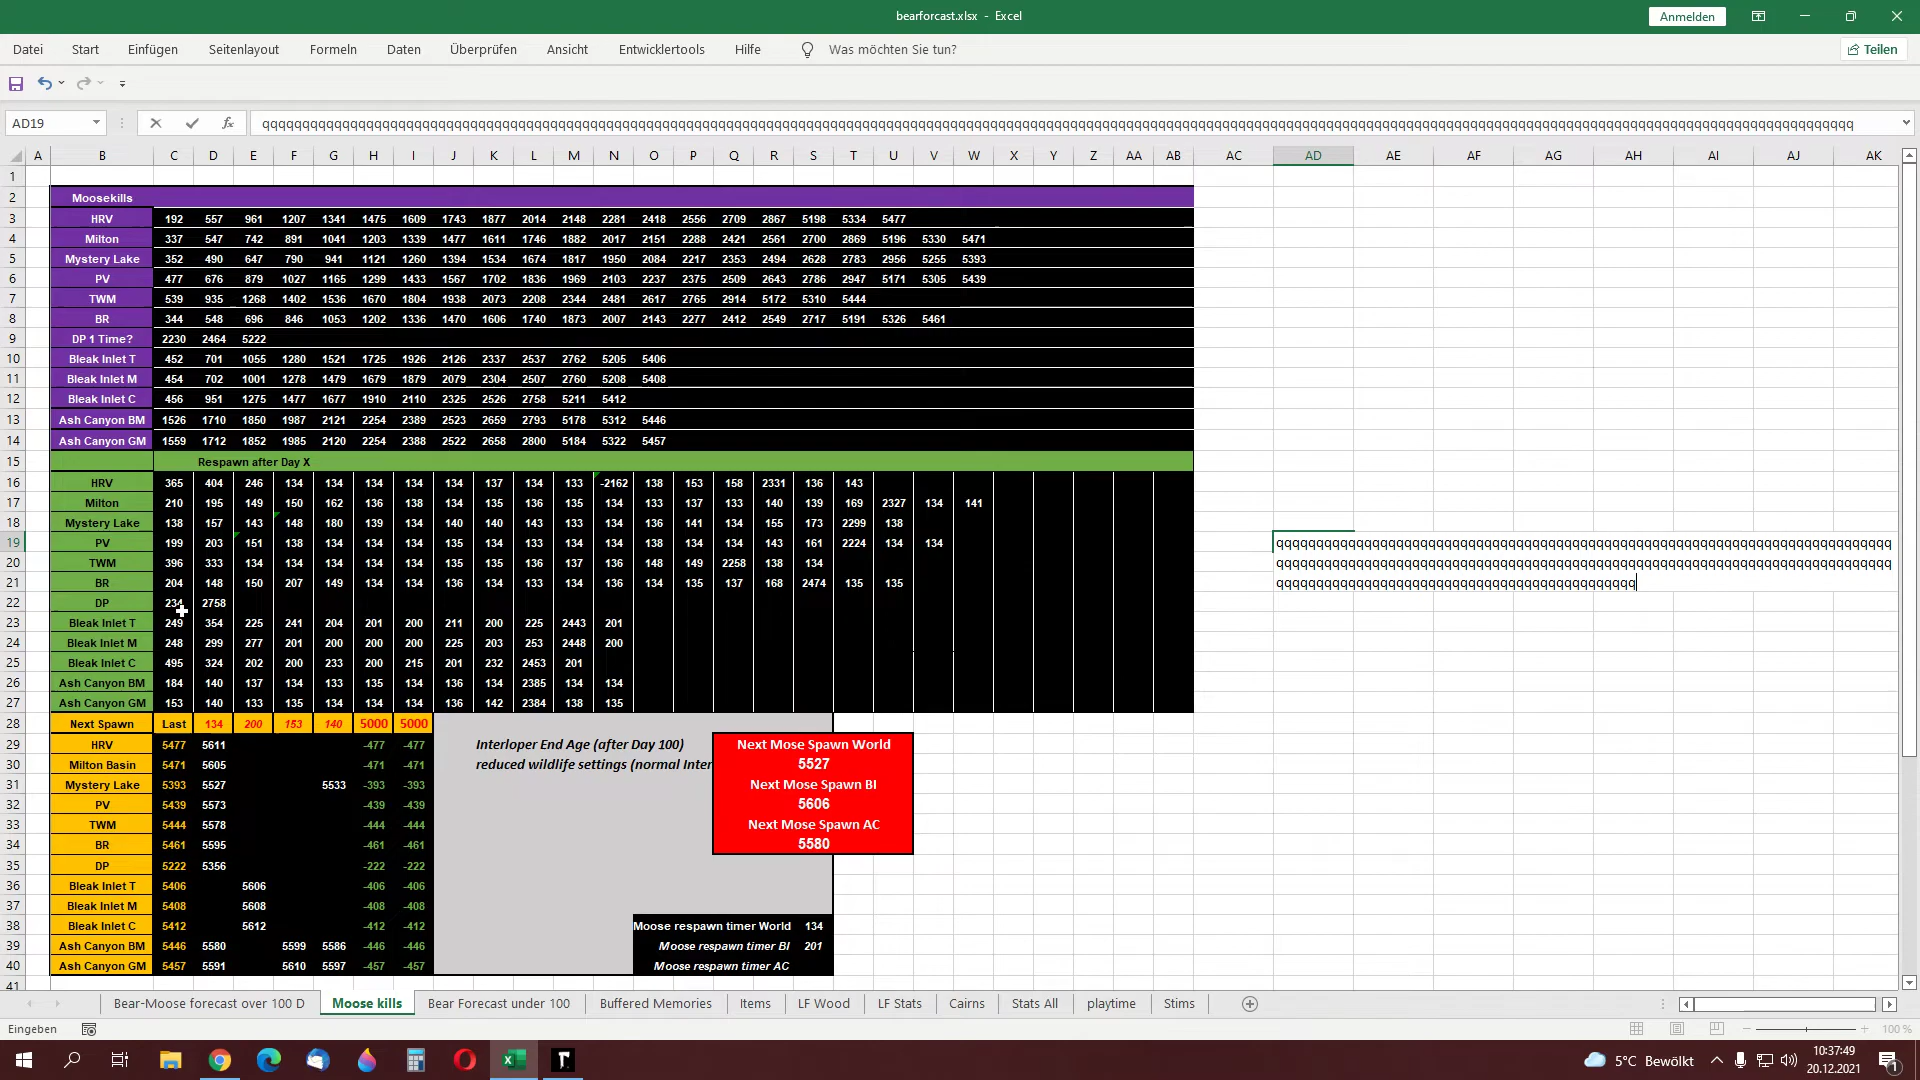 bearforcast.xlsx - Excel
Anmelden
Datei Start Einfügen Seitenlayout Formeln Daten Überprüfen Ansicht Entwicklertools Hilfe Was möchten Sie tun? Teilen
AD19
A B C D E F G H I J K L M N O P Q R S T U V W X Y Z AA AB AC AD AE AF AG AH AI AJ AK
1
2 Moosekills
3 HRV 192 557 961 1207 1341 1475 1609 1743 1877 2014 2148 2281 2418 2556 2709 2867 5198 5334 5477
4 Milton 337 547 742 891 1041 1203 1339 1477 1611 1746 1882 2017 2151 2288 2421 2561 2700 2869 5196 5330 5471
5 Mystery Lake 352 490 647 790 941 1121 1260 1394 1534 1674 1817 1950 2084 2217 2353 2494 2628 2783 2956 5255 5393
6 PV 477 676 879 1027 1165 1299 1433 1567 1702 1836 1969 2103 2237 2375 2509 2643 2786 2947 5171 5305 5439
7 TWM 539 935 1268 1402 1536 1670 1804 1938 2073 2208 2344 2481 2617 2765 2914 5172 5310 5444
8 BR 344 548 696 846 1053 1202 1336 1470 1606 1740 1873 2007 2143 2277 2412 2549 2717 5191 5326 5461
9 DP 1 Time? 2230 2464 5222
10 Bleak Inlet T 452 701 1055 1280 1521 1725 1926 2126 2337 2537 2762 5205 5406
11 Bleak Inlet M 454 702 1001 1278 1479 1679 1879 2079 2304 2507 2760 5208 5408
12 Bleak Inlet C 456 951 1275 1477 1677 1910 2110 2325 2526 2758 5211 5412
13 Ash Canyon BM 1526 1710 1850 1987 2121 2254 2389 2523 2659 2793 5178 5312 5446
14 Ash Canyon GM 1559 1712 1852 1985 2120 2254 2388 2522 2658 2800 5184 5322 5457
15 Respawn after Day X
16 HRV 365 404 246 134 134 134 134 134 137 134 133 -2162 138 153 158 2331 136 143
17 Milton 210 195 149 150 162 136 138 134 135 136 135 134 133 137 133 140 139 169 2327 134 141
18 Mystery Lake 138 157 143 148 180 139 134 140 140 143 133 134 136 141 134 155 173 2299 138
19 PV 199 203 151 138 134 134 134 135 134 133 134 134 138 134 134 143 161 2224 134 134
20 TWM 396 333 134 134 134 134 134 135 135 136 137 136 148 149 2258 138 134
21 BR 204 148 150 207 149 134 134 136 134 133 134 136 134 135 137 168 2474 135 135
22 DP 234 2758
23 Bleak Inlet T 249 354 225 241 204 201 200 211 200 225 2443 201
24 Bleak Inlet M 248 299 277 201 200 200 200 225 203 253 2448 200
25 Bleak Inlet C 495 324 202 200 233 200 215 201 232 2453 201
26 Ash Canyon BM 184 140 137 134 133 135 134 136 134 2385 134 134
27 Ash Canyon GM 153 140 133 135 134 134 134 136 142 2384 138 135
28 Next Spawn Last 134 200 153 140 5000 5000
29 HRV 5477 5611 -477 -477 Interloper End Age (after Day 100) Next Mose Spawn World
30 Milton Basin 5471 5605 -471 -471 reduced wildlife settings (normal Inter 5527
31 Mystery Lake 5393 5527 5533 -393 -393 Next Mose Spawn BI
32 PV 5439 5573 -439 -439 5606
33 TWM 5444 5578 -444 -444 Next Mose Spawn AC
34 BR 5461 5595 -461 -461 5580
35 DP 5222 5356 -222 -222
36 Bleak Inlet T 5406 5606 -406 -406
37 Bleak Inlet M 5408 5608 -408 -408
38 Bleak Inlet C 5412 5612 -412 -412 Moose respawn timer World 134
39 Ash Canyon BM 5446 5580 5599 5586 -446 -446 Moose respawn timer BI 201
40 Ash Canyon GM 5457 5591 5610 5597 -457 -457 Moose respawn timer AC
41
Bear-Moose forecast over 100 D Moose kills Bear Forecast under 100 Buffered Memories Items LF Wood LF Stats Cairns Stats All playtime Stims
Eingeben 100 %
5°C Bewölkt 10:37:49
20.12.2021
1